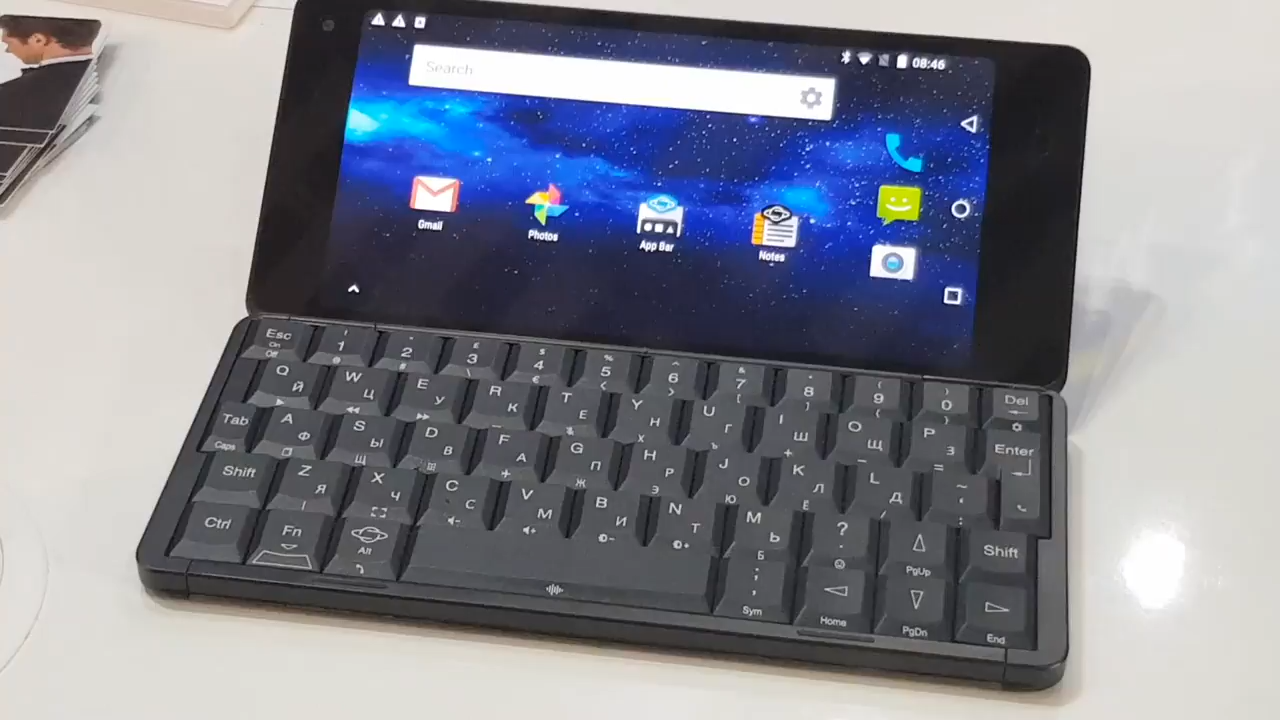 08:46
Search
Gmail
Photos
App Bar
Notes
Esc ! 1 " 2 £ 3 $ 4 % 5 ^ 6 & 7 * 8 ( 9 ) 0 Del
On Off @ # \ € < > [ ] { }
Q Й W Ц E У R К T Е Y Н U Г I Ш O Щ P З Enter
Tab A Ф S Ы D В F А G П H Р J О K Л L Д ~
Caps
Shift Z Я X Ч C С V М B И N Т M Ь ? Shift
Б
PgUp
Ctrl Fn Alt ; Sym Home PgDn End